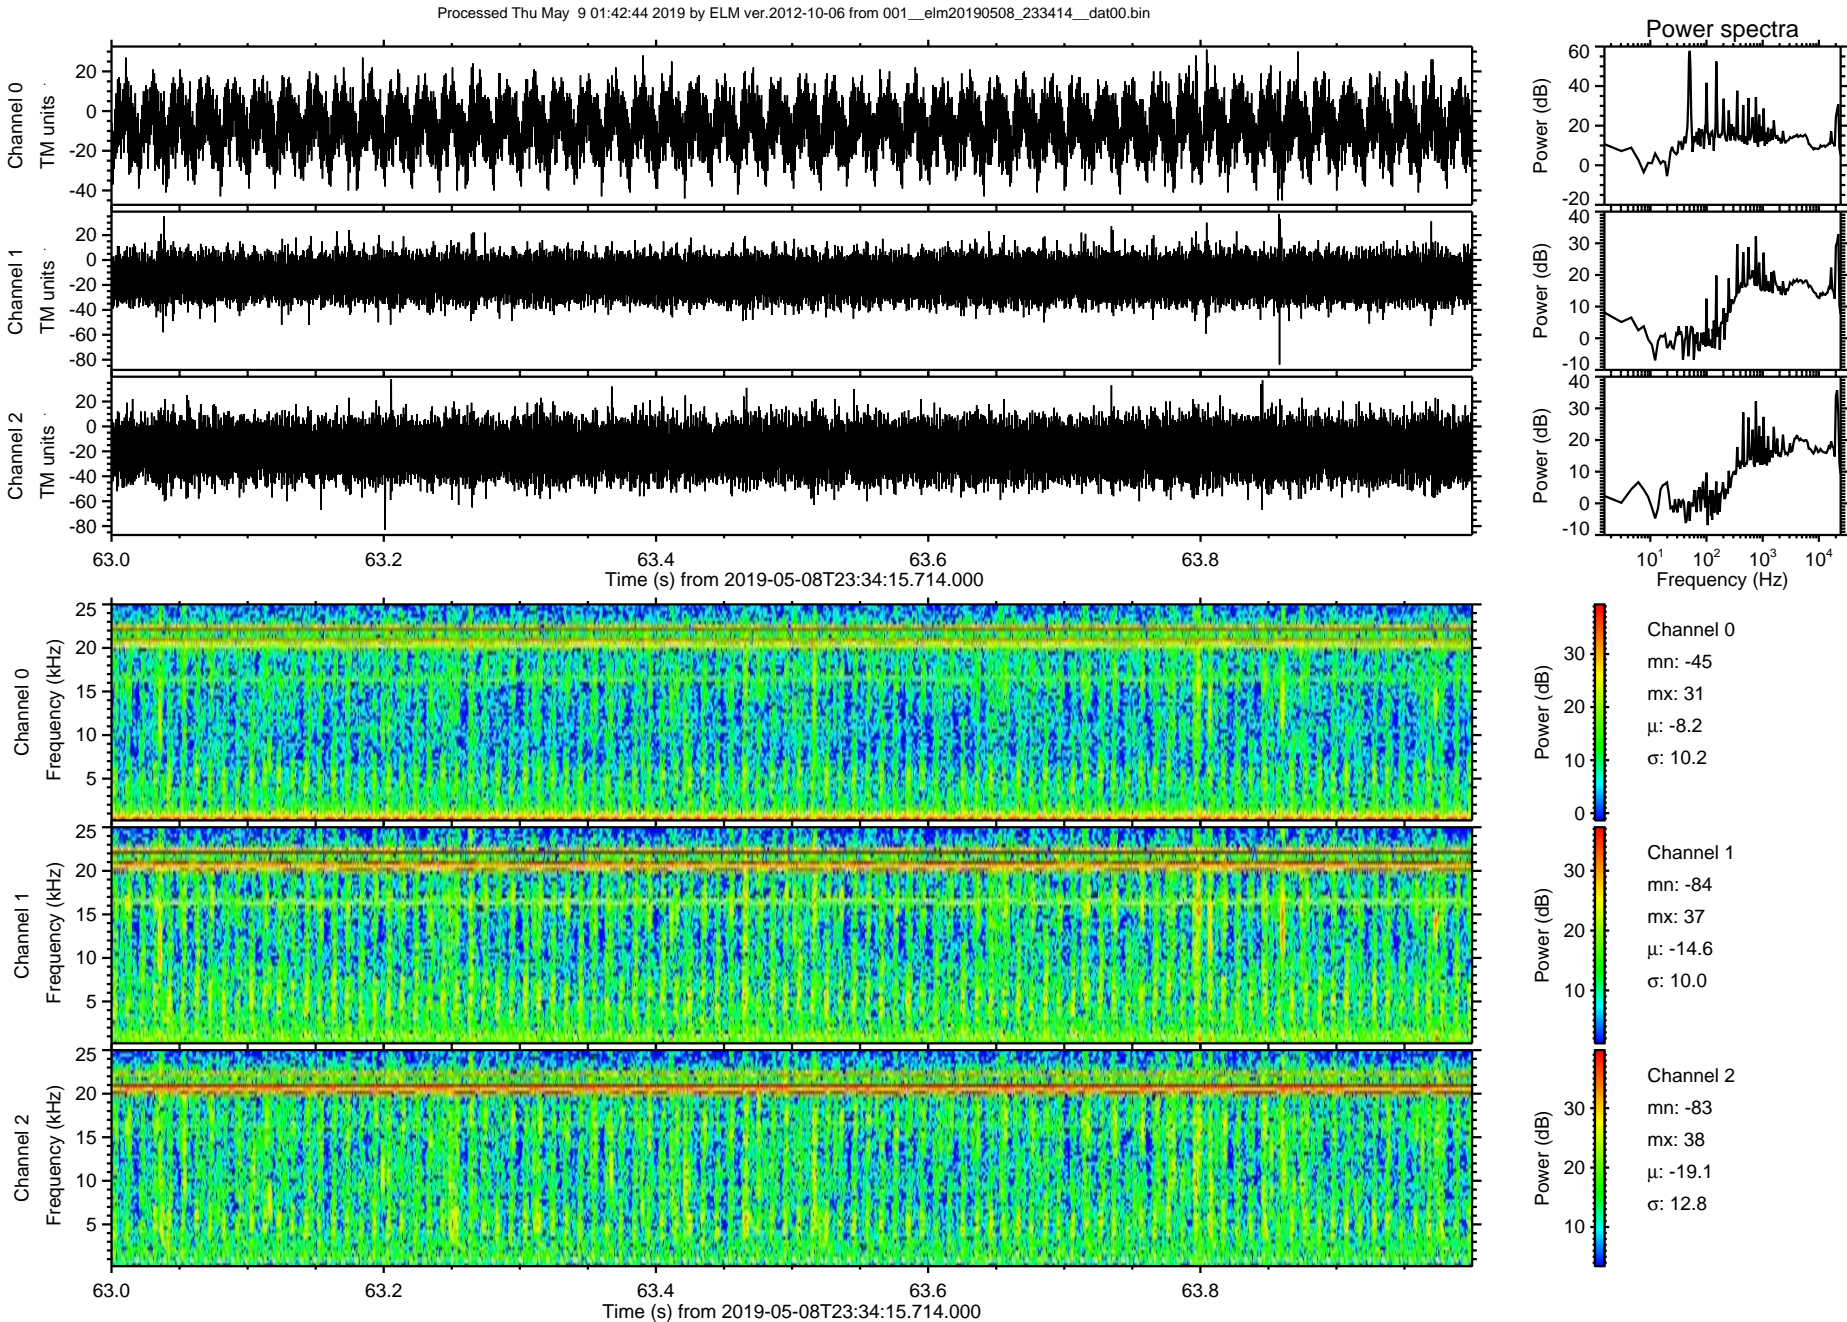 Processed Thu May  9 01:42:44 2019 by ELM ver.2012-10-06 from 001__elm20190508_233414__dat00.bin
Power spectra
Channel 0
TM units
20
0
-20
-40
Power (dB)
60
40
20
0
-20
Channel 1
TM units
20
0
-20
-40
-60
-80
Power (dB)
40
30
20
10
0
-10
Channel 2
TM units
20
0
-20
-40
-60
-80
Power (dB)
40
30
20
10
0
-10
63.0 63.2 63.4 63.6 63.8
Time (s) from 2019-05-08T23:34:15.714.000
10^1 10^2 10^3 10^4
Frequency (Hz)
Channel 0
Frequency (kHz)
25
20
15
10
5
Power (dB)
30
20
10
0
Channel 0
mn: -45
mx: 31
μ: -8.2
σ: 10.2
Channel 1
Frequency (kHz)
25
20
15
10
5
Power (dB)
30
20
10
Channel 1
mn: -84
mx: 37
μ: -14.6
σ: 10.0
Channel 2
Frequency (kHz)
25
20
15
10
5
Power (dB)
30
20
10
Channel 2
mn: -83
mx: 38
μ: -19.1
σ: 12.8
63.0 63.2 63.4 63.6 63.8
Time (s) from 2019-05-08T23:34:15.714.000